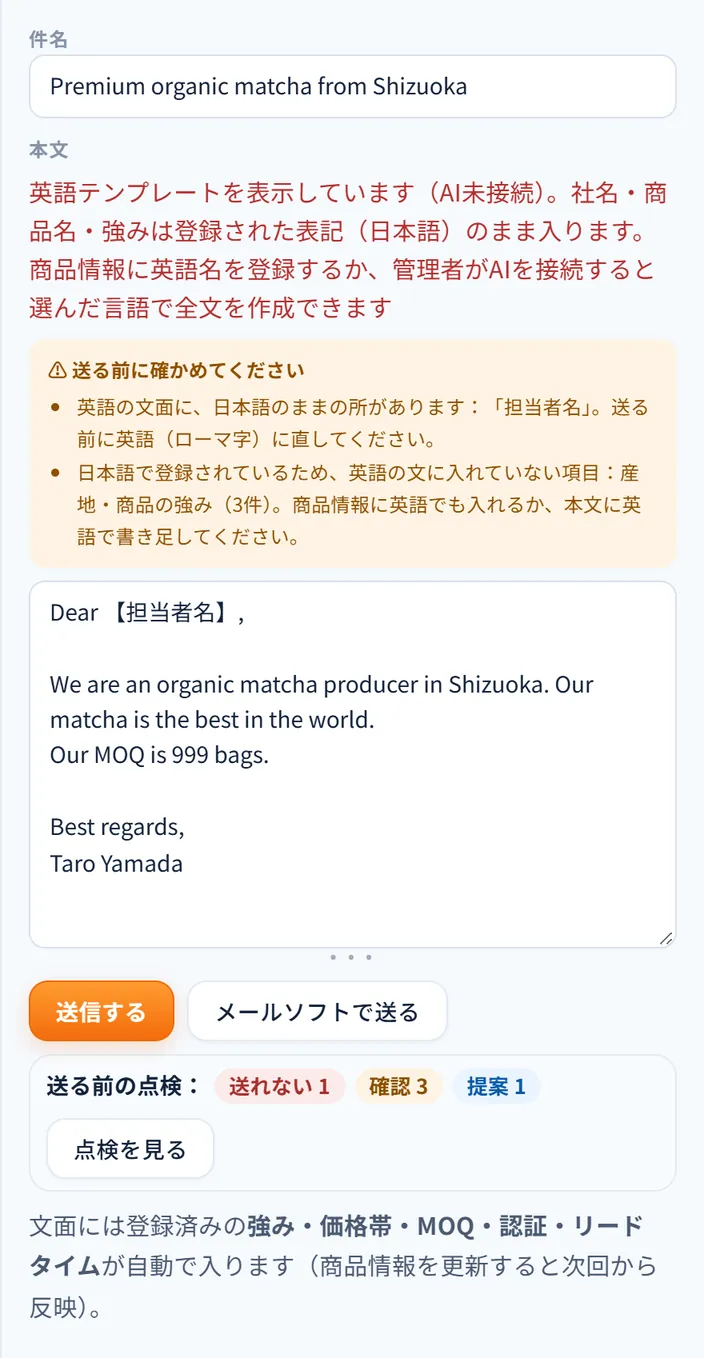 件名
Premium organic matcha from Shizuoka
本文
英語テンプレートを表示しています（AI未接続）。社名・商
品名・強みは登録された表記（日本語）のまま入ります。
商品情報に英語名を登録するか、管理者がAIを接続すると
選んだ言語で全文を作成できます
⚠ 送る前に確かめてください
• 英語の文面に、日本語のままの所があります：「担当者名」。送る
前に英語（ローマ字）に直してください。
• 日本語で登録されているため、英語の文に入れていない項目：産
地・商品の強み（3件）。商品情報に英語でも入れるか、本文に英
語で書き足してください。
Dear 【担当者名】,
We are an organic matcha producer in Shizuoka. Our
matcha is the best in the world.
Our MOQ is 999 bags.
Best regards,
Taro Yamada
送信する メールソフトで送る
送る前の点検： 送れない 1 確認 3 提案 1
点検を見る
文面には登録済みの強み・価格帯・MOQ・認証・リード
タイムが自動で入ります（商品情報を更新すると次回から
反映）。